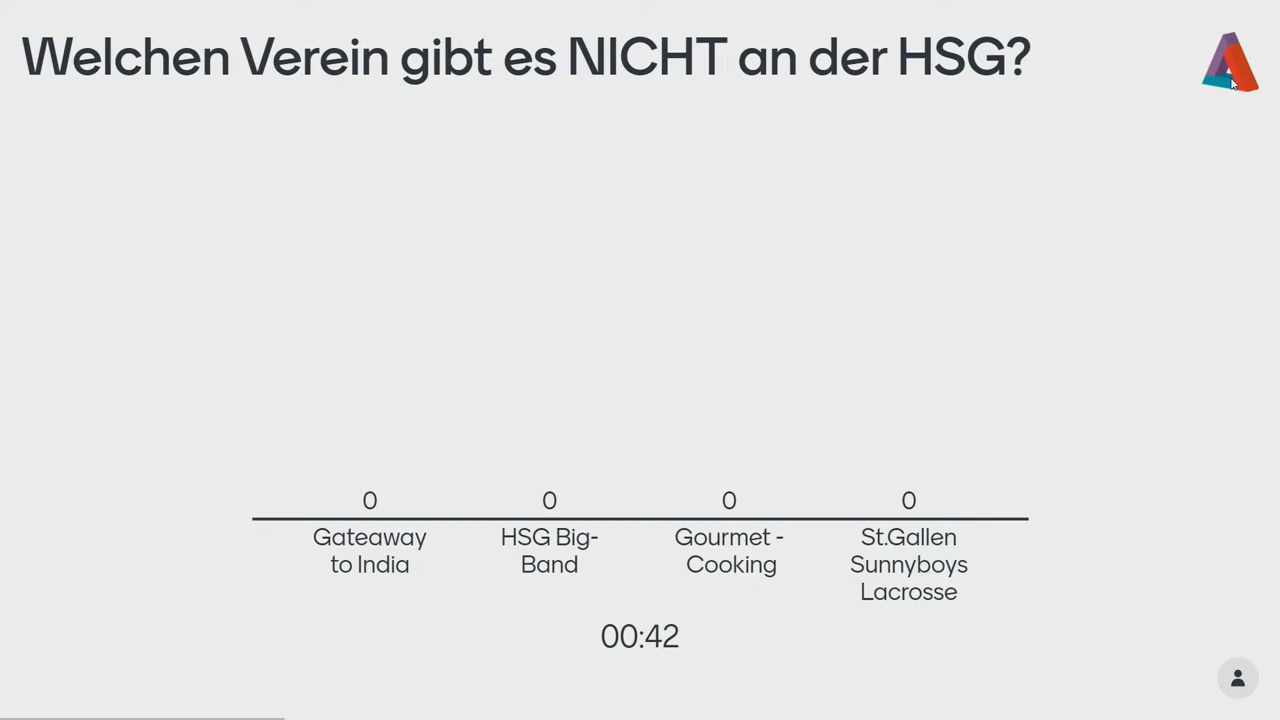 Welchen Verein gibt es NICHT an der HSG?
0 0 0 0
Gateaway
to India
HSG Big-
Band
Gourmet -
Cooking
St.Gallen
Sunnyboys
Lacrosse
00:42